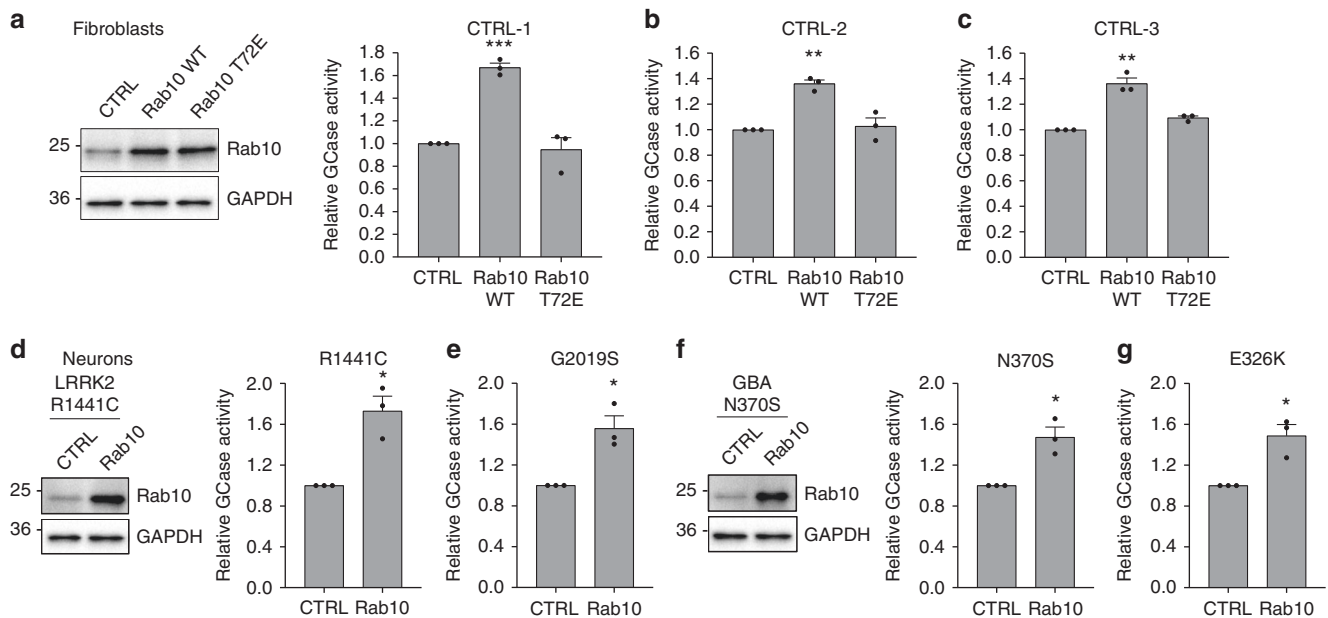 a
Fibroblasts
CTRL
Rab10 WT
Rab10 T72E
25
Rab10
36
GAPDH
CTRL-1
***
Relative GCase activity
1.8
1.6
1.4
1.2
1.0
0.8
0.6
0.4
0.2
0.0
CTRL Rab10 Rab10
WT T72E
b
CTRL-2
**
Relative GCase activity
1.6
1.4
1.2
1.0
0.8
0.6
0.4
0.2
0.0
CTRL Rab10 Rab10
WT T72E
c
CTRL-3
**
Relative GCase activity
1.6
1.4
1.2
1.0
0.8
0.6
0.4
0.2
0.0
CTRL Rab10 Rab10
WT T72E
d
Neurons
LRRK2
R1441C
CTRL
Rab10
25
Rab10
36
GAPDH
R1441C
*
Relative GCase activity
2.0
1.6
1.2
0.8
0.4
0.0
CTRL Rab10
e
G2019S
*
Relative GCase activity
2.0
1.6
1.2
0.8
0.4
0.0
CTRL Rab10
f
GBA
N370S
CTRL
Rab10
25
Rab10
36
GAPDH
N370S
*
Relative GCase activity
2.0
1.6
1.2
0.8
0.4
0.0
CTRL Rab10
g
E326K
*
Relative GCase activity
2.0
1.6
1.2
0.8
0.4
0.0
CTRL Rab10